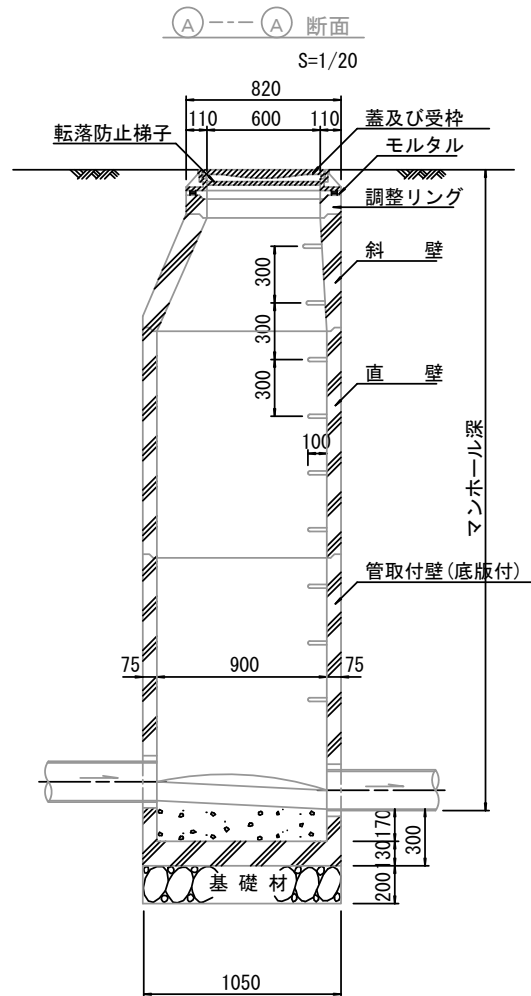 Ⓐ---Ⓐ 断面
S=1/20
820
110 600 110
転落防止梯子
蓋及び受枠
モルタル
調整リング
斜 壁
300
300
直 壁
300
100
マンホール深
管取付壁(底版付)
75 900 75
170
130
300
200
基 礎 材
1050